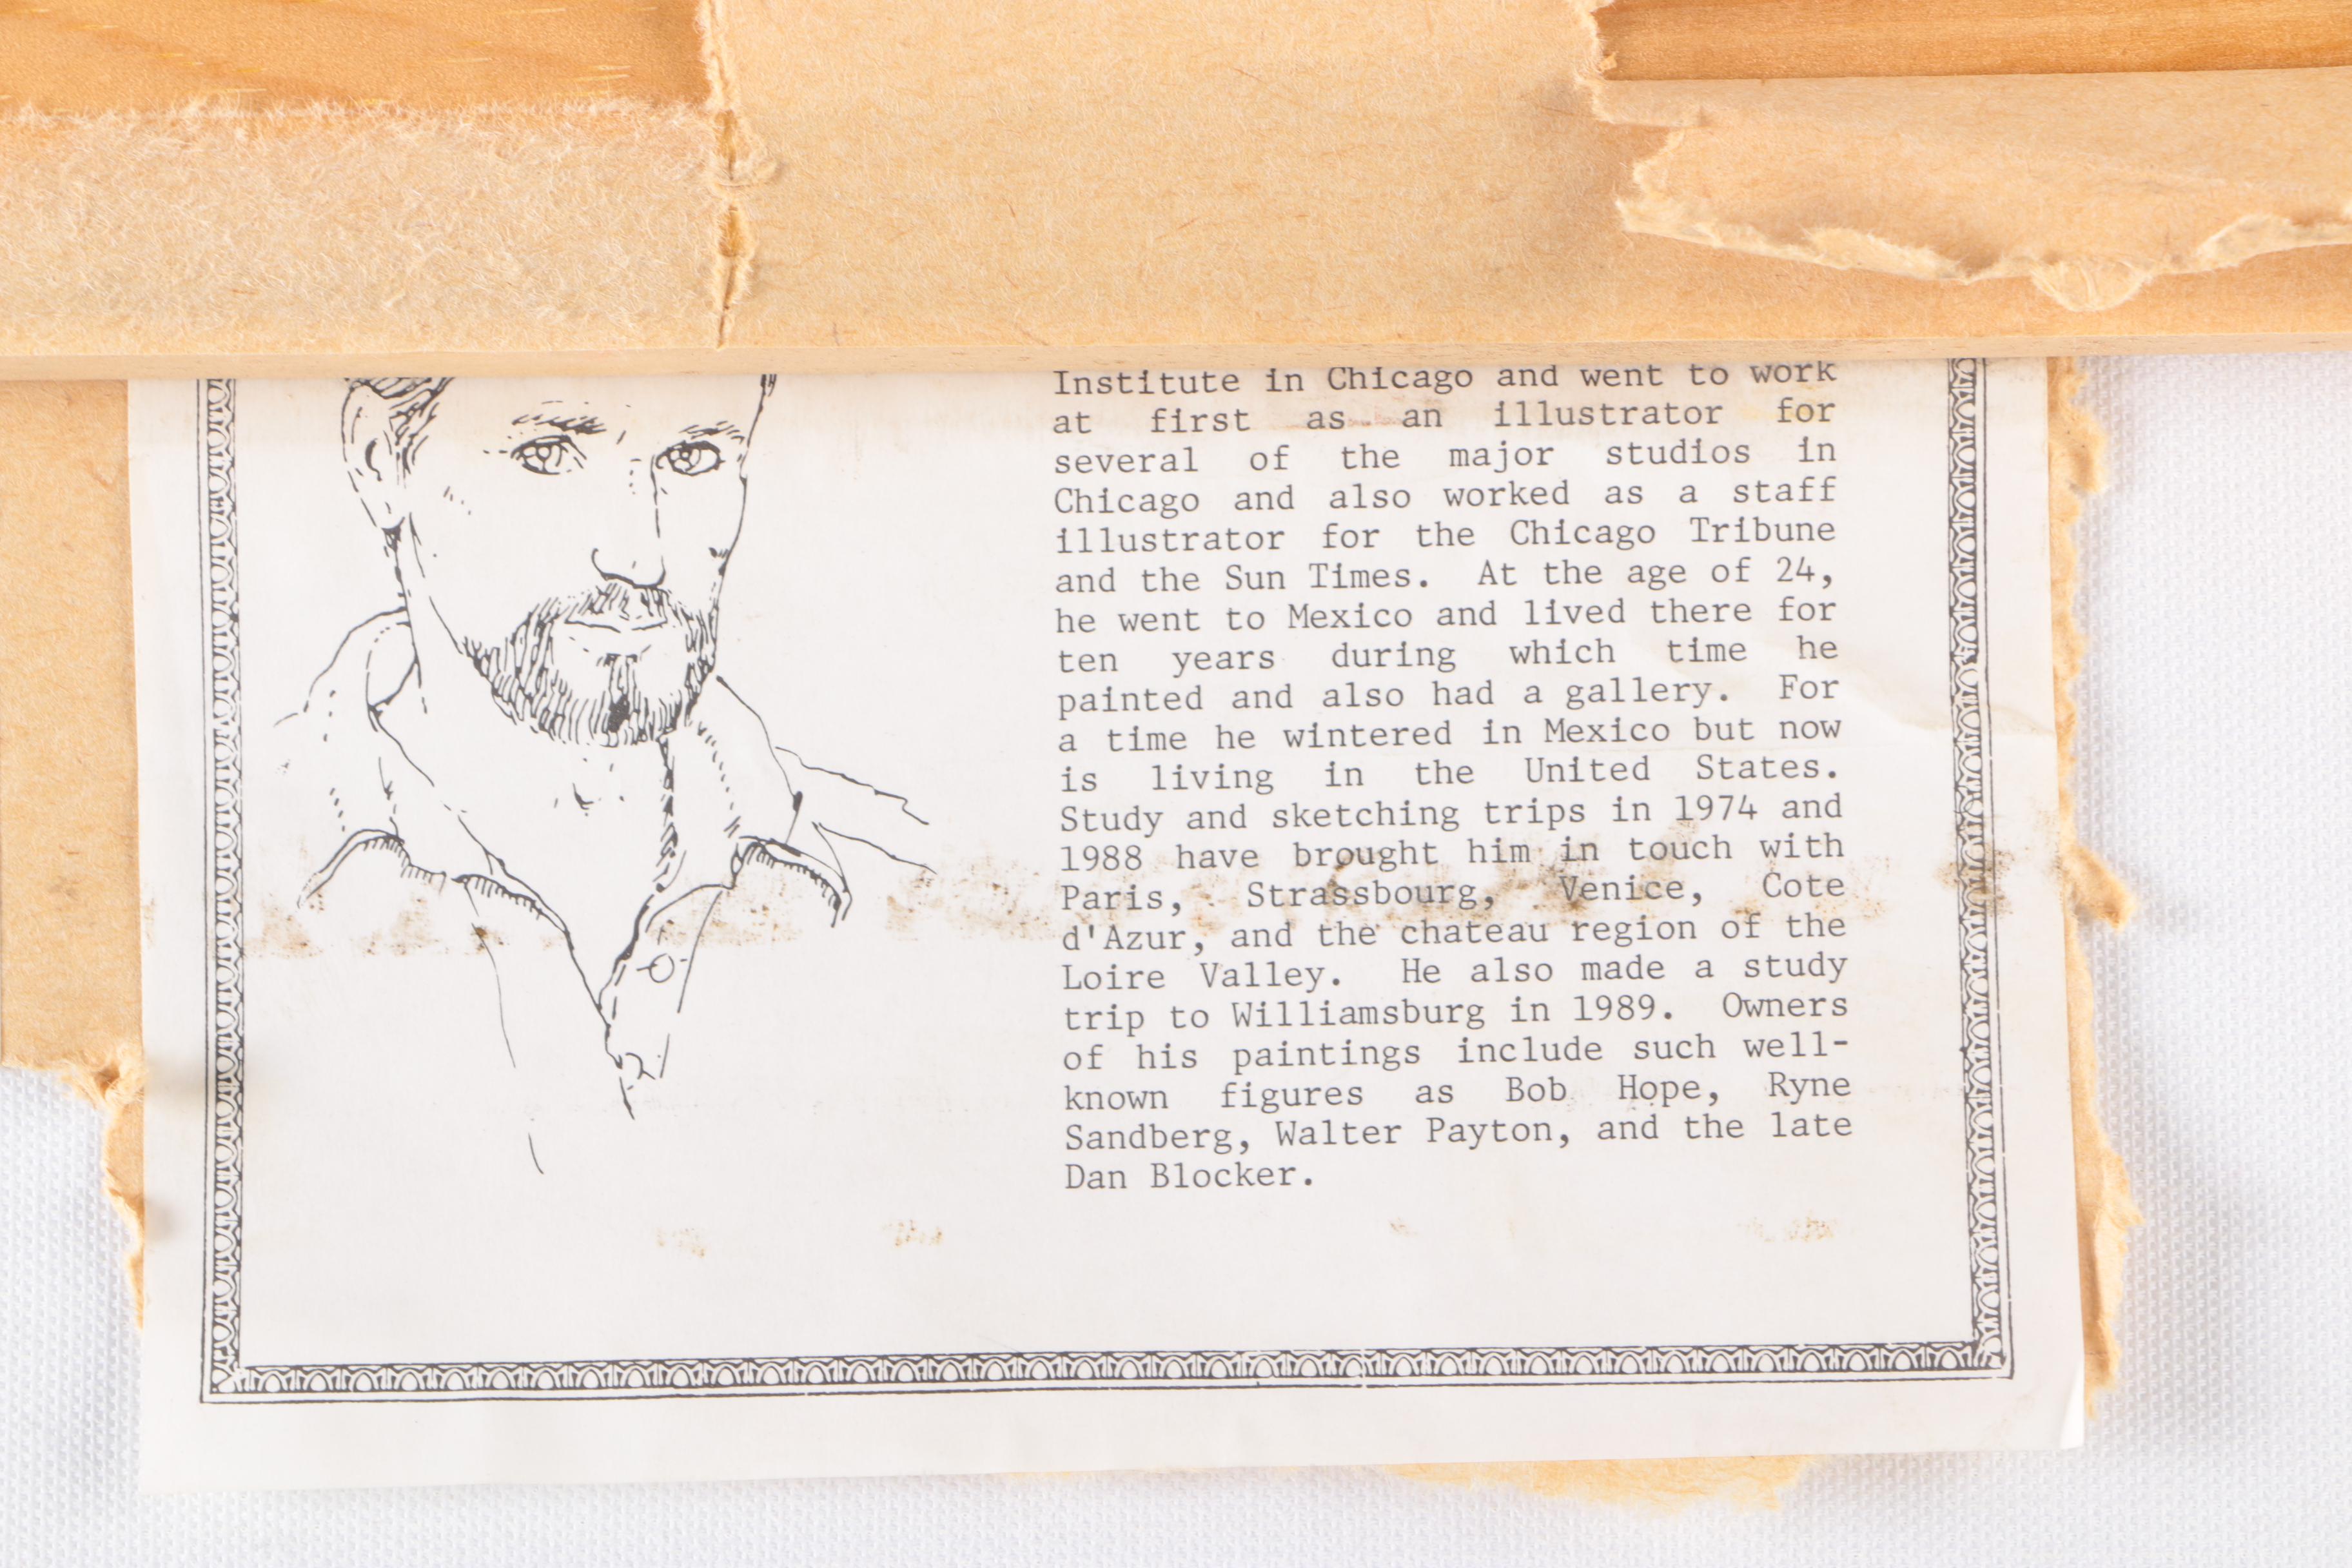 Institute in Chicago and went to work
at first as an illustrator for
several of the major studios in
Chicago and also worked as a staff
illustrator for the Chicago Tribune
and the Sun Times. At the age of 24,
he went to Mexico and lived there for
ten years during which time he
painted and also had a gallery. For
a time he wintered in Mexico but now
is living in the United States.
Study and sketching trips in 1974 and
1988 have brought him in touch with
Paris, Strassbourg, Venice, Cote
d'Azur, and the chateau region of the
Loire Valley. He also made a study
trip to Williamsburg in 1989. Owners
of his paintings include such well-
known figures as Bob Hope, Ryne
Sandberg, Walter Payton, and the late
Dan Blocker.